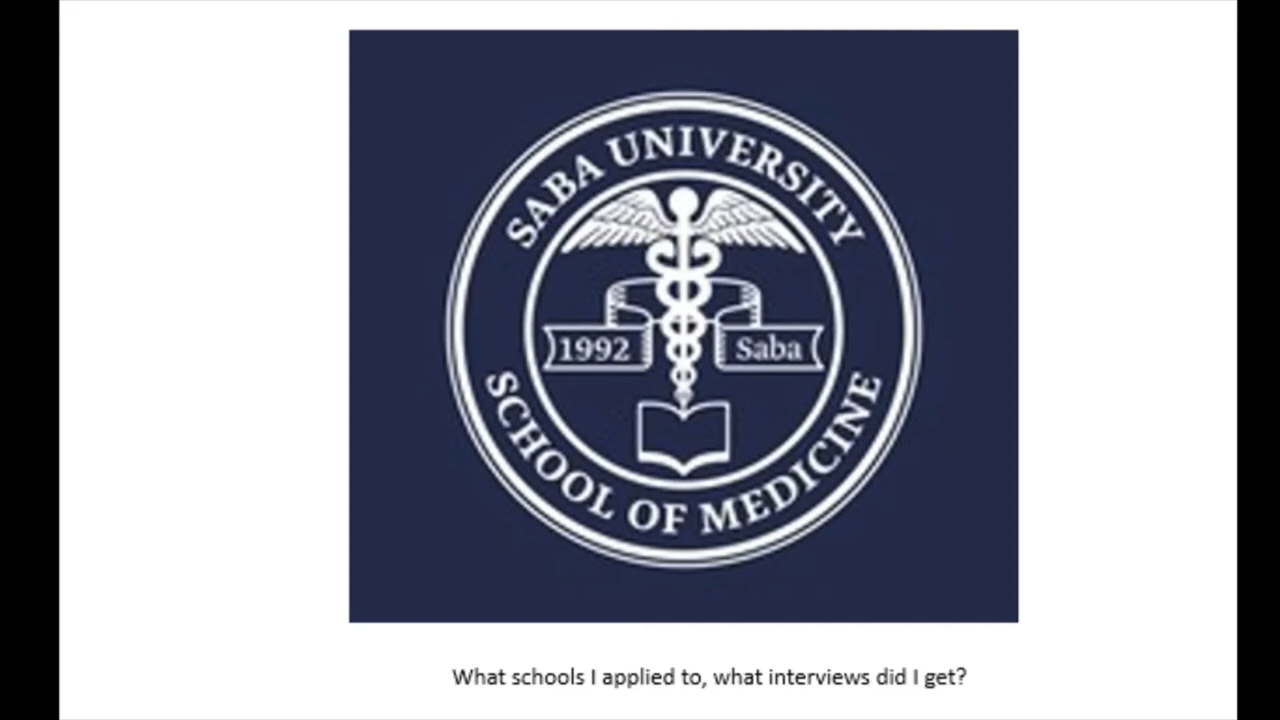 SABA UNIVERSITY
1992 Saba
SCHOOL OF MEDICINE
What schools I applied to, what interviews did I get?